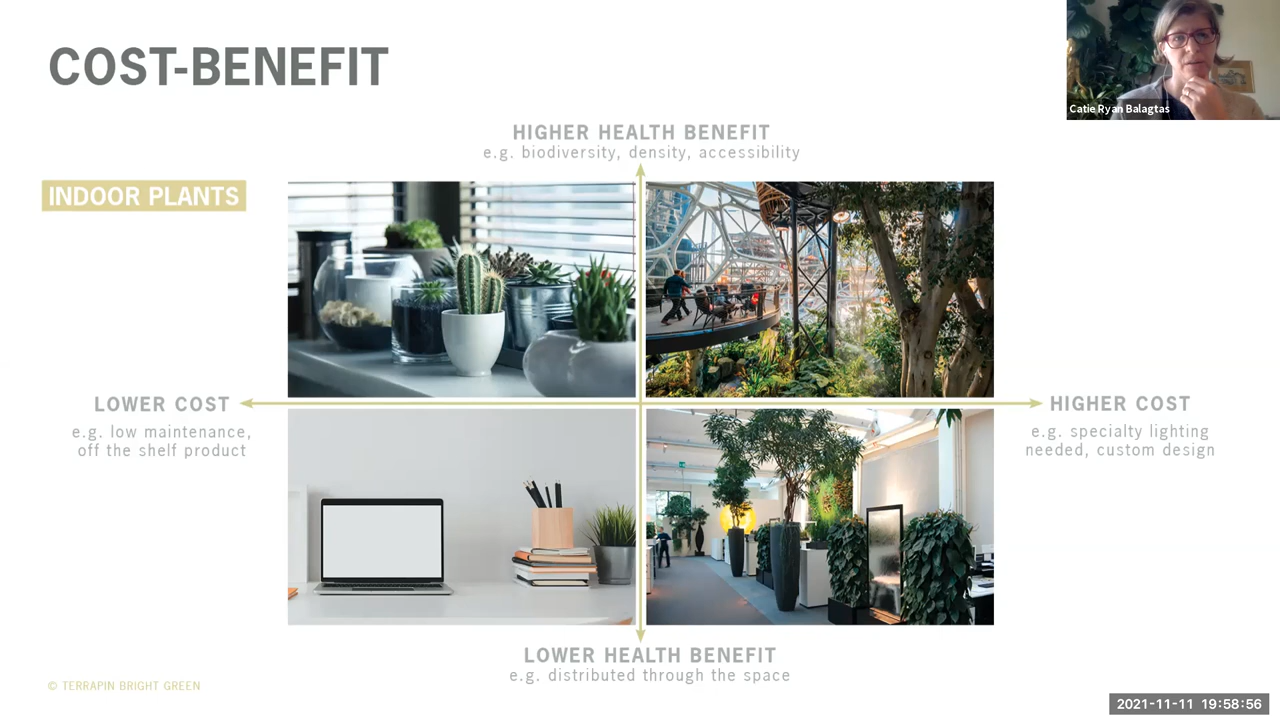 COST-BENEFIT
Catie Ryan Balagtas
HIGHER HEALTH BENEFIT
e.g. biodiversity, density, accessibility
INDOOR PLANTS
LOWER COST
e.g. low maintenance,
off the shelf product
HIGHER COST
e.g. specialty lighting
needed, custom design
LOWER HEALTH BENEFIT
e.g. distributed through the space
© TERRAPIN BRIGHT GREEN
2021-11-11 19:58:56